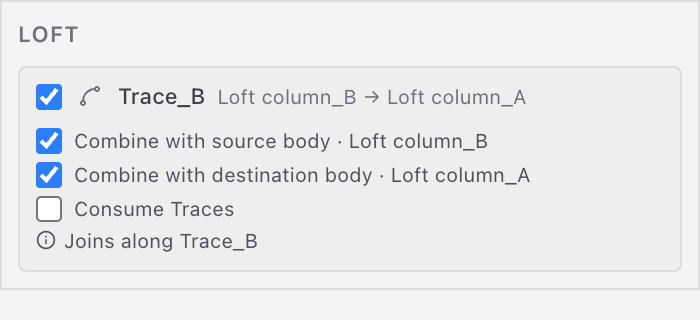 LOFT
Trace_B Loft column_B → Loft column_A
Combine with source body · Loft column_B
Combine with destination body · Loft column_A
Consume Traces
Joins along Trace_B